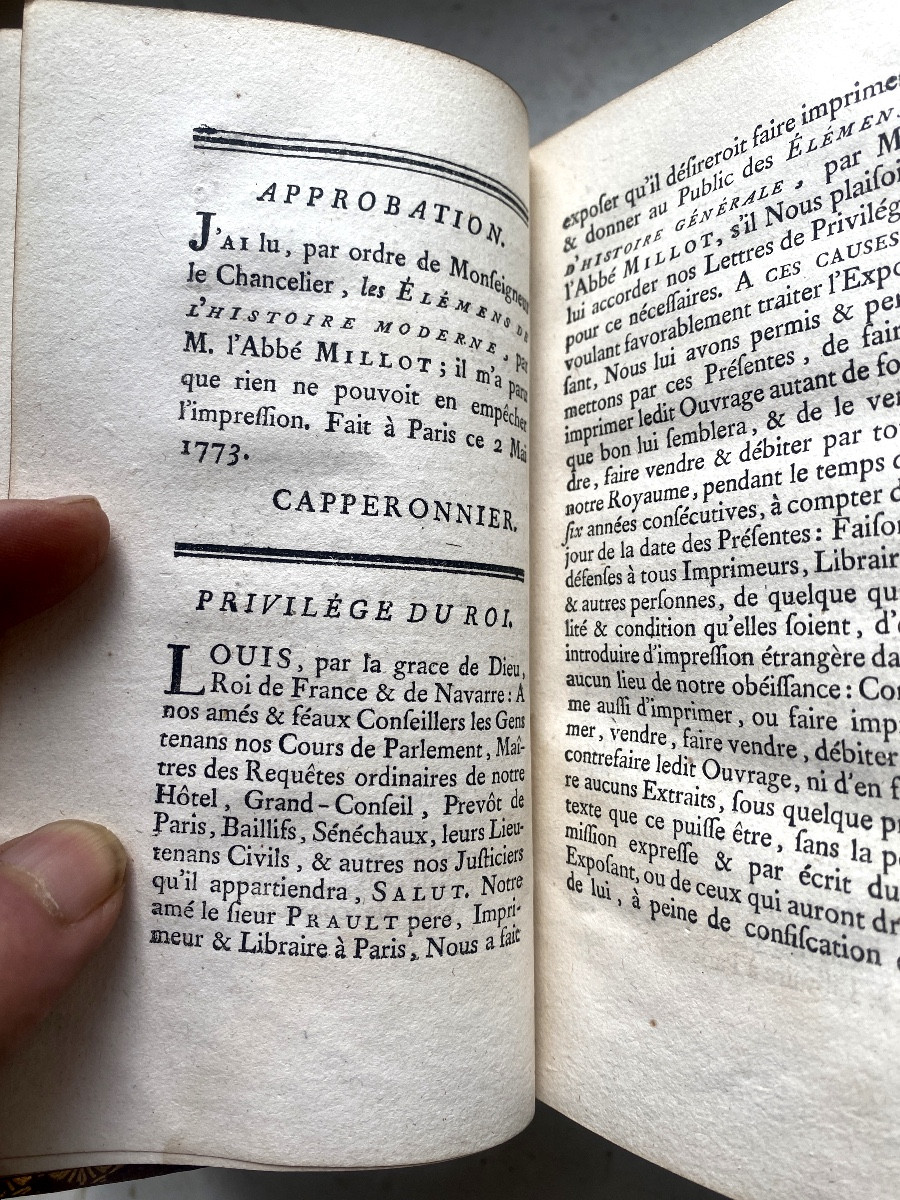 APPROBATION.
J'AI lu, par ordre de Monſeigneur
le Chancelier, les ÉLÉMENS DE
L'HISTOIRE MODERNE, par
M. l'Abbé MILLOT; il m'a paru
que rien ne pouvoit en empêcher
l'impreſſion. Fait à Paris ce 2 Mai
1773.
CAPPERONNIER.
PRIVILÉGE DU ROI.
LOUIS, par la grace de Dieu,
Roi de France & de Navarre: A
nos amés & féaux Conſeillers les Gens
tenans nos Cours de Parlement, Maî-
tres des Requêtes ordinaires de notre
Hôtel, Grand-Conſeil, Prevôt de
Paris, Baillifs, Sénéchaux, leurs Lieu-
tenans Civils, & autres nos Juſticiers
qu'il appartiendra, SALUT. Notre
amé le ſieur PRAULT pere, Impri-
meur & Libraire à Paris, Nous a fait
expoſer qu'il déſireroit faire imprime
& donner au Public des ÉLÉMEN
D'HISTOIRE GÉNÉRALE, par M
l'Abbé MILLOT, s'il Nous plaiſoi
lui accorder nos Lettres de Privilég
pour ce néceſſaires. A CES CAUSES
voulant favorablement traiter l'Expo
ſant, Nous lui avons permis & per
mettons par ces Préſentes, de fair
imprimer ledit Ouvrage autant de fo
que bon lui ſemblera, & de le ven
dre, faire vendre & débiter par to
notre Royaume, pendant le temps d
ſix années conſécutives, à compter d
jour de la date des Préſentes: Faiſon
défenſes à tous Imprimeurs, Librair
& autres perſonnes, de quelque qu
lité & condition qu'elles ſoient, d'
introduire d'impreſſion étrangère da
aucun lieu de notre obéiſſance: Co
me auſſi d'imprimer, ou faire imp
mer, vendre, faire vendre, débiter
contrefaire ledit Ouvrage, ni d'en f
re aucuns Extraits, ſous quelque pr
texte que ce puiſſe être, ſans la pe
miſſion expreſſe & par écrit du
Expoſant, ou de ceux qui auront dr
de lui, à peine de confiſcation